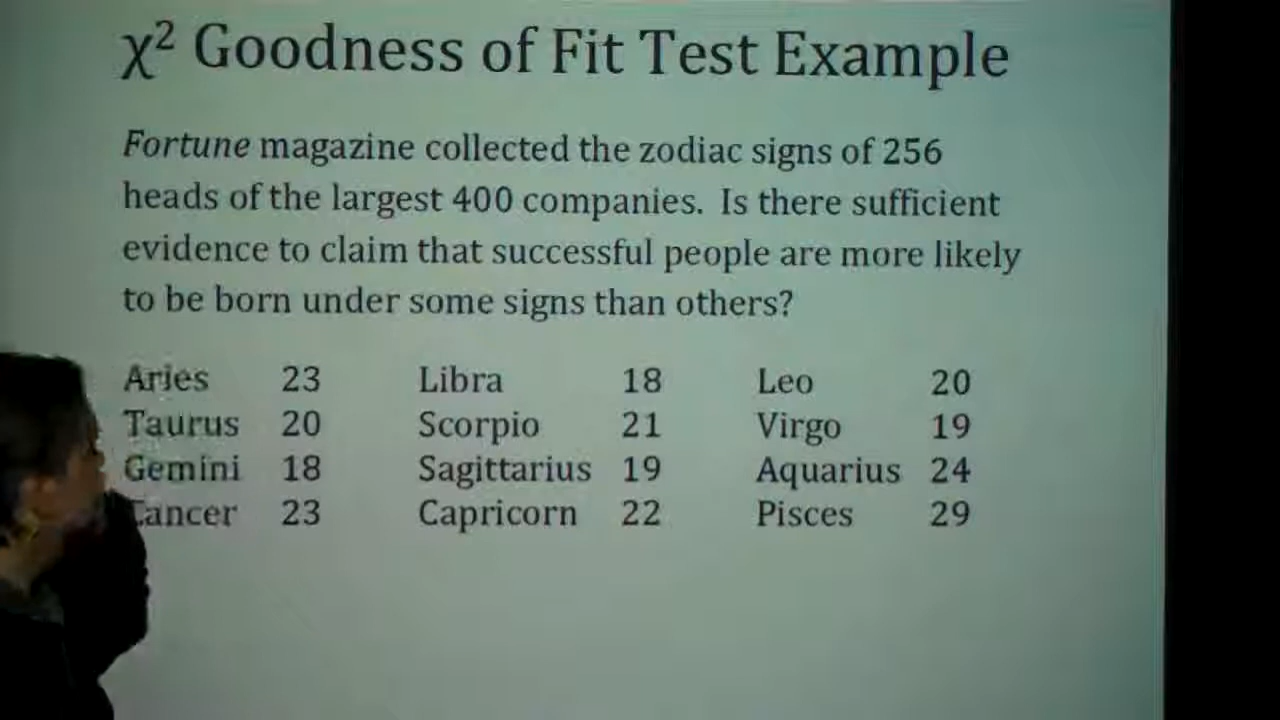 χ² Goodness of Fit Test Example
Fortune magazine collected the zodiac signs of 256
heads of the largest 400 companies. Is there sufficient
evidence to claim that successful people are more likely
to be born under some signs than others?
Aries 23 Libra 18 Leo 20
Taurus 20 Scorpio 21 Virgo 19
Gemini 18 Sagittarius 19 Aquarius 24
Cancer 23 Capricorn 22 Pisces 29